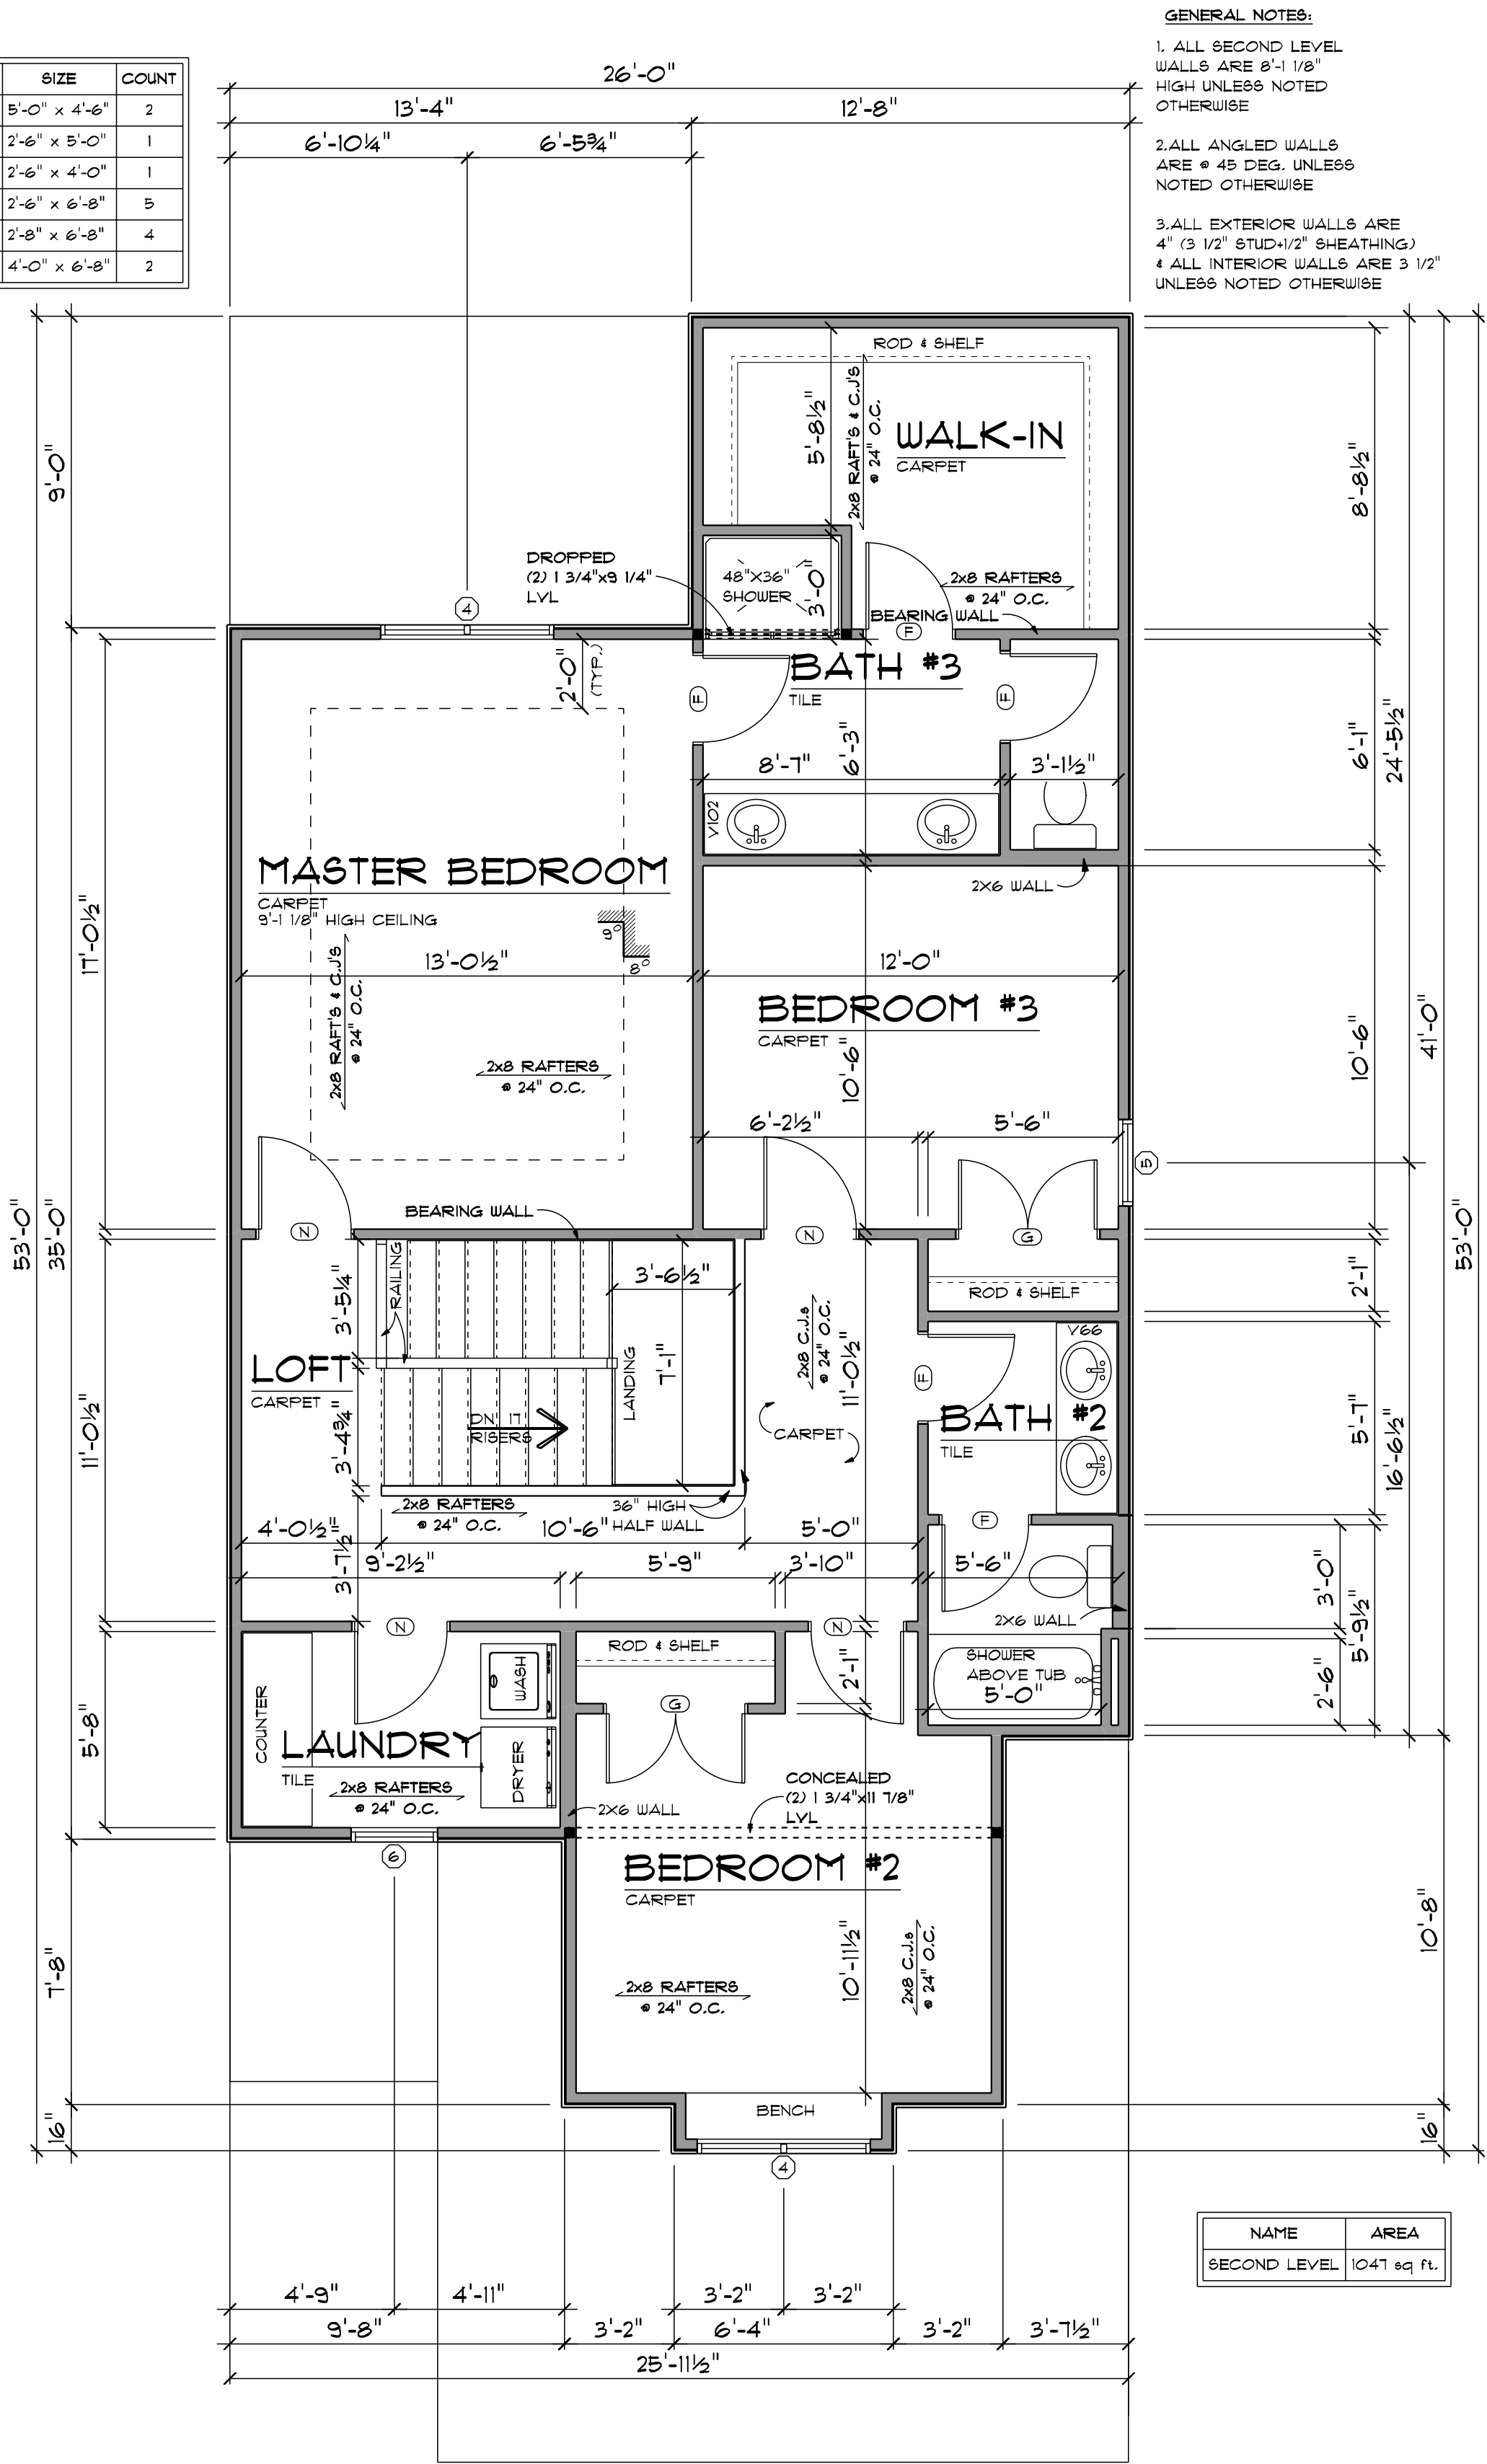 GENERAL NOTES:
1. ALL SECOND LEVEL
WALLS ARE 8'-1 1/8"
HIGH UNLESS NOTED
OTHERWISE
2.ALL ANGLED WALLS
ARE @ 45 DEG. UNLESS
NOTED OTHERWISE
3.ALL EXTERIOR WALLS ARE
4" (3 1/2" STUD+1/2" SHEATHING)
& ALL INTERIOR WALLS ARE 3 1/2"
UNLESS NOTED OTHERWISE
SIZE COUNT
5'-0" x 4'-6" 2
2'-6" x 5'-0" 1
2'-6" x 4'-0" 1
2'-6" x 6'-8" 5
2'-8" x 6'-8" 4
4'-0" x 6'-8" 2
26'-0"
13'-4" 12'-8"
6'-10¼" 6'-5¾"
53'-0"
9'-0"
35'-0"
7'-8"
16"
17'-0½"
11'-0½"
5'-8"
ROD & SHELF
5'-8½"
2x8 RAFT'S & C.J'S
@ 24" O.C.
WALK-IN
CARPET
DROPPED
(2) 1 3/4"x9 1/4"
LVL
48"X36"
SHOWER
3'-0"
2x8 RAFTERS
@ 24" O.C.
BEARING WALL
4
F
2'-0"
(TYP.)
F
BATH #3
TILE
F
6'-3"
8'-7"
3'-1½"
V102
2X6 WALL
MASTER BEDROOM
CARPET
9'-1 1/8" HIGH CEILING
9⁰
8⁰
13'-0½"
12'-0"
2x8 RAFT'S & C.J'S
@ 24" O.C.
2x8 RAFTERS
@ 24" O.C.
BEDROOM #3
CARPET
10'-6"
6'-2½"
5'-6"
5
BEARING WALL
N
N
G
RAILING
3'-5¼"
3'-6½"
7'-1"
LANDING
2x8 C.J.s
@ 24" O.C.
11'-0½"
ROD & SHELF
V66
LOFT
CARPET
3'-4¾"
DN. 17
RISERS
CARPET
F
BATH #2
TILE
2x8 RAFTERS
@ 24" O.C.
36" HIGH
HALF WALL
F
4'-0½"
10'-6"
5'-0"
3'-7½"
9'-2½"
5'-9"
3'-10"
5'-6"
2X6 WALL
N
N
ROD & SHELF
2'-1"
SHOWER
ABOVE TUB
5'-0"
COUNTER
WASH
DRYER
LAUNDRY
TILE
2x8 RAFTERS
@ 24" O.C.
G
2X6 WALL
CONCEALED
(2) 1 3/4"x11 7/8"
LVL
6
BEDROOM #2
CARPET
10'-11½"
2x8 C.J.s
@ 24" O.C.
2x8 RAFTERS
@ 24" O.C.
BENCH
4
8'-8½"
6'-1"
10'-6"
2'-1"
5'-7"
3'-0"
2'-6"
5'-9½"
24'-5½"
16'-6½"
41'-0"
10'-8"
16"
53'-0"
NAME AREA
SECOND LEVEL 1047 sq ft.
4'-9" 4'-11" 3'-2" 3'-2"
9'-8" 3'-2" 6'-4" 3'-2" 3'-7½"
25'-11½"